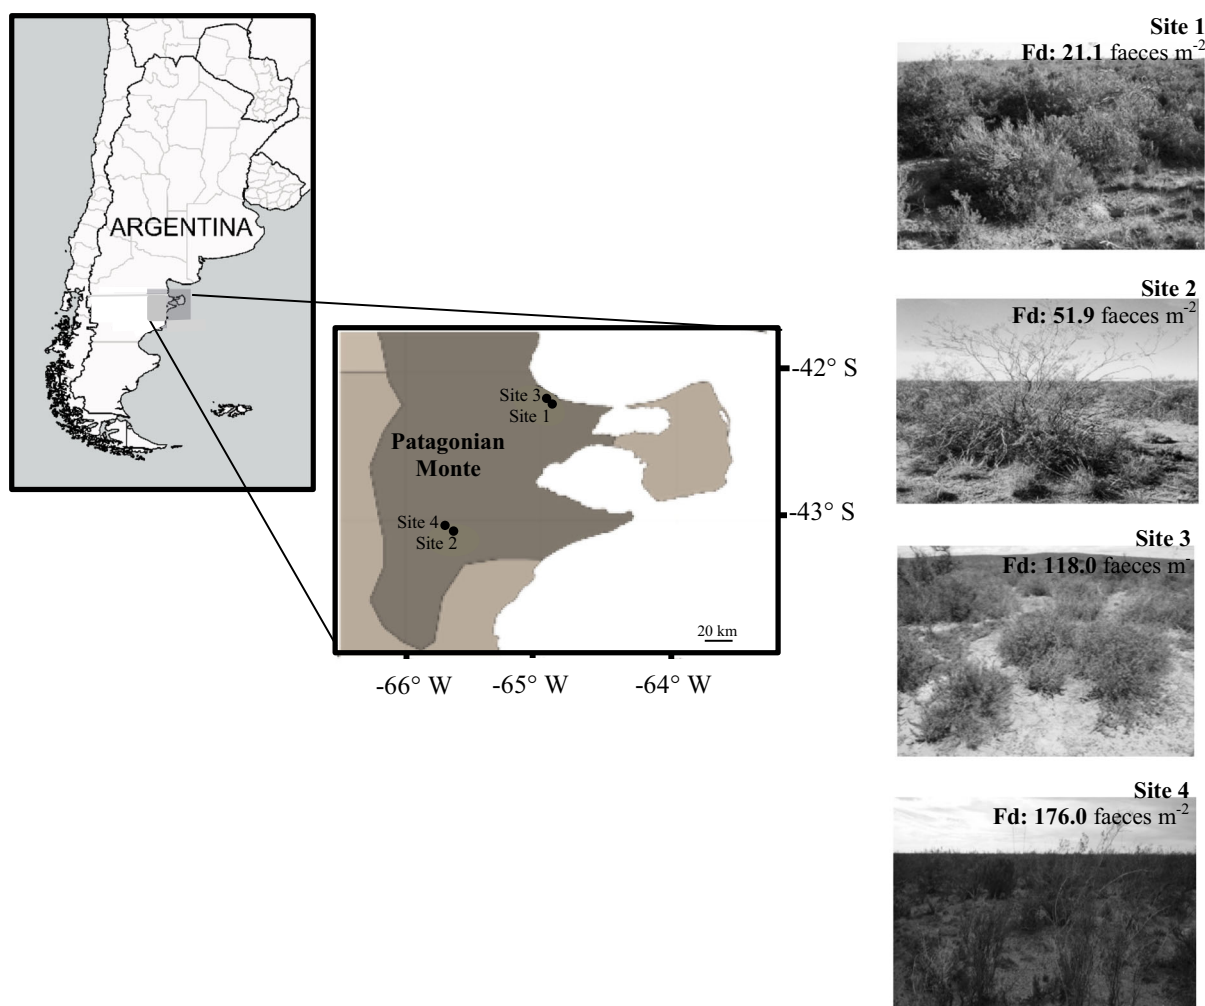 ARGENTINA
Site 3
Site 1
Patagonian
Monte
Site 4
Site 2
20 km
-42° S
-43° S
-66° W
-65° W
-64° W
Site 1
Fd: 21.1 faeces m-2
Site 2
Fd: 51.9 faeces m-2
Site 3
Fd: 118.0 faeces m-
Site 4
Fd: 176.0 faeces m-2